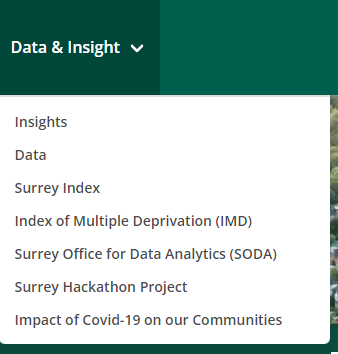 Data & Insight
Insights
Data
Surrey Index
Index of Multiple Deprivation (IMD)
Surrey Office for Data Analytics (SODA)
Surrey Hackathon Project
Impact of Covid-19 on our Communities